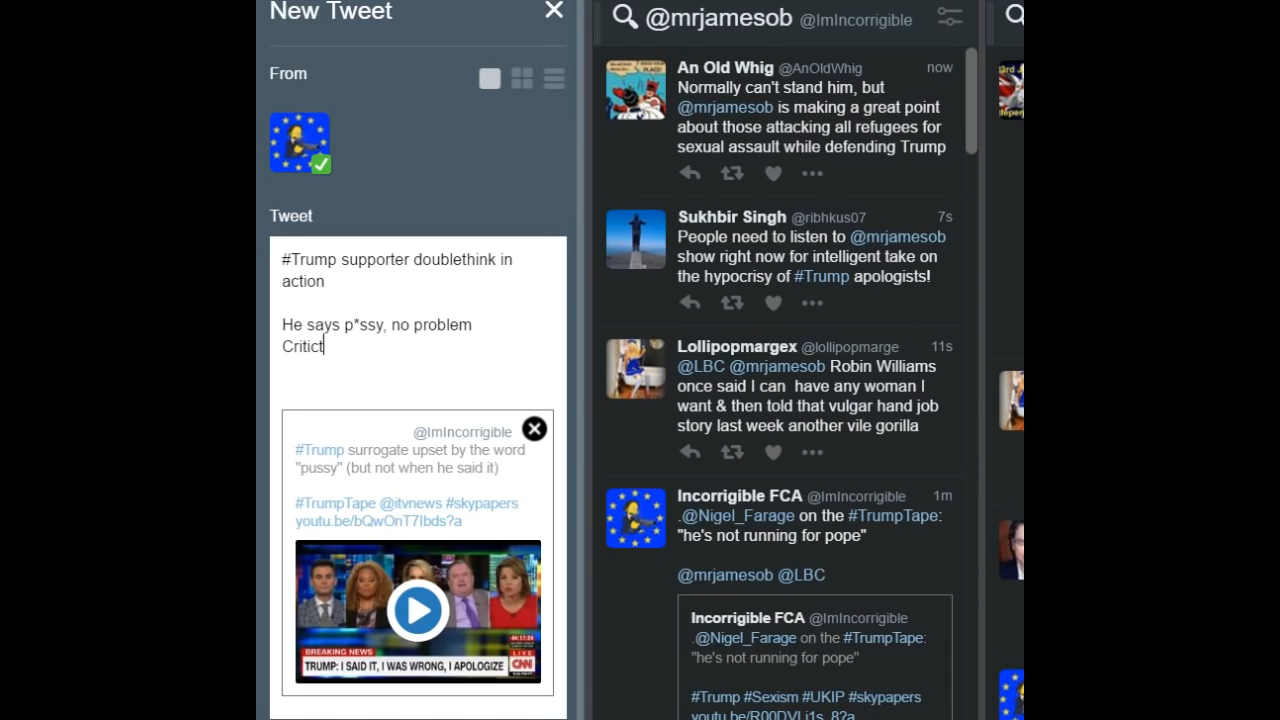 New Tweet
From
Tweet
#Trump supporter doublethink in
action
He says p*ssy, no problem
Critict
@ImIncorrigible
#Trump surrogate upset by the word
"pussy" (but not when he said it)
#TrumpTape @itvnews #skypapers
youtu.be/bQwOnT7Ibds?a
BREAKING NEWS
LIVE
TRUMP: I SAID IT, I WAS WRONG, I APOLOGIZE
CNN
@mrjamesob @ImIncorrigible
An Old Whig @AnOldWhig now
Normally can't stand him, but
@mrjamesob is making a great point
about those attacking all refugees for
sexual assault while defending Trump
Sukhbir Singh @ribhkus07 7s
People need to listen to @mrjamesob
show right now for intelligent take on
the hypocrisy of #Trump apologists!
Lollipopmargex @lollipopmarge 11s
@LBC @mrjamesob Robin Williams
once said I can have any woman I
want & then told that vulgar hand job
story last week another vile gorilla
Incorrigible FCA @ImIncorrigible 1m
.@Nigel_Farage on the #TrumpTape:
"he's not running for pope"
@mrjamesob @LBC
Incorrigible FCA @ImIncorrigible
.@Nigel_Farage on the #TrumpTape:
"he's not running for pope"
#Trump #Sexism #UKIP #skypapers